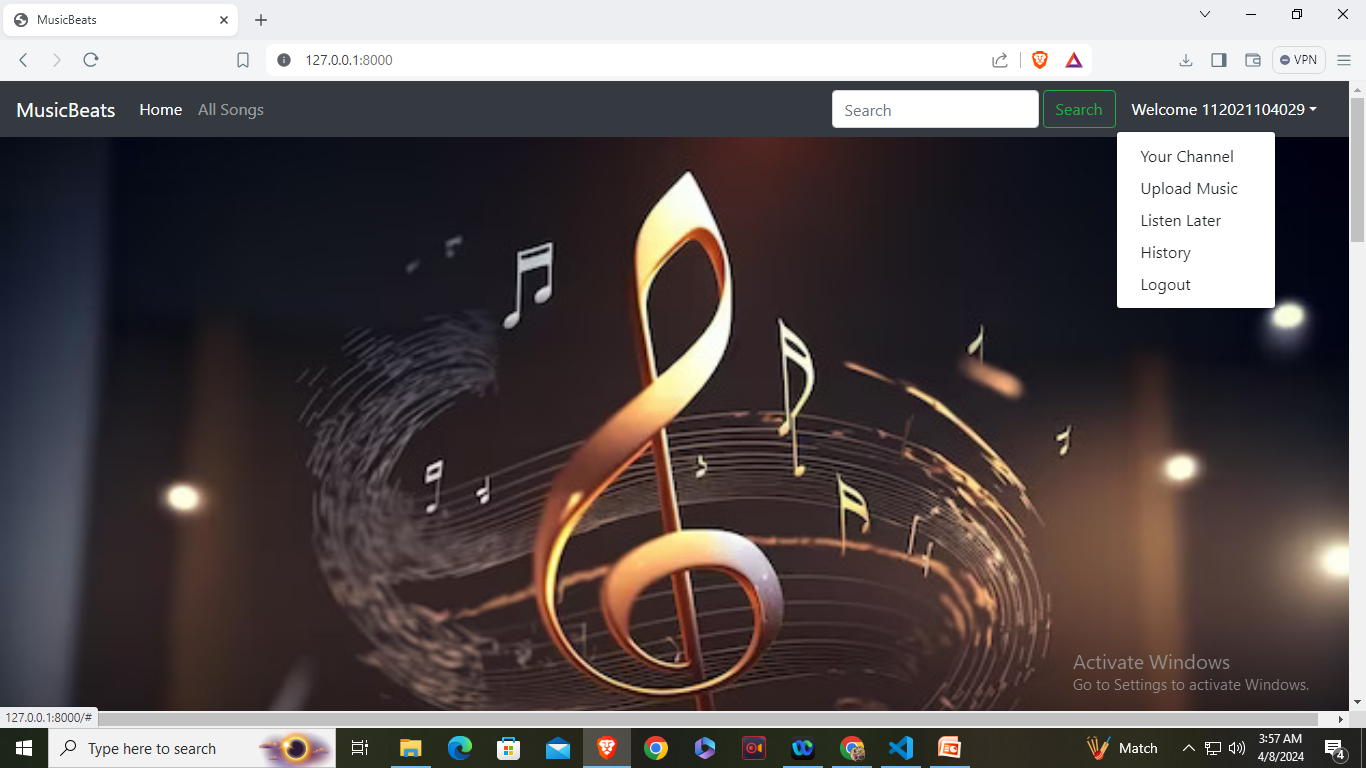 MusicBeats
127.0.0.1:8000
VPN
MusicBeats Home All Songs Search Search Welcome 112021104029
Your Channel
Upload Music
Listen Later
History
Logout
Activate Windows
Go to Settings to activate Windows.
127.0.0.1:8000/#
Type here to search
Match
3:57 AM
4/8/2024
4